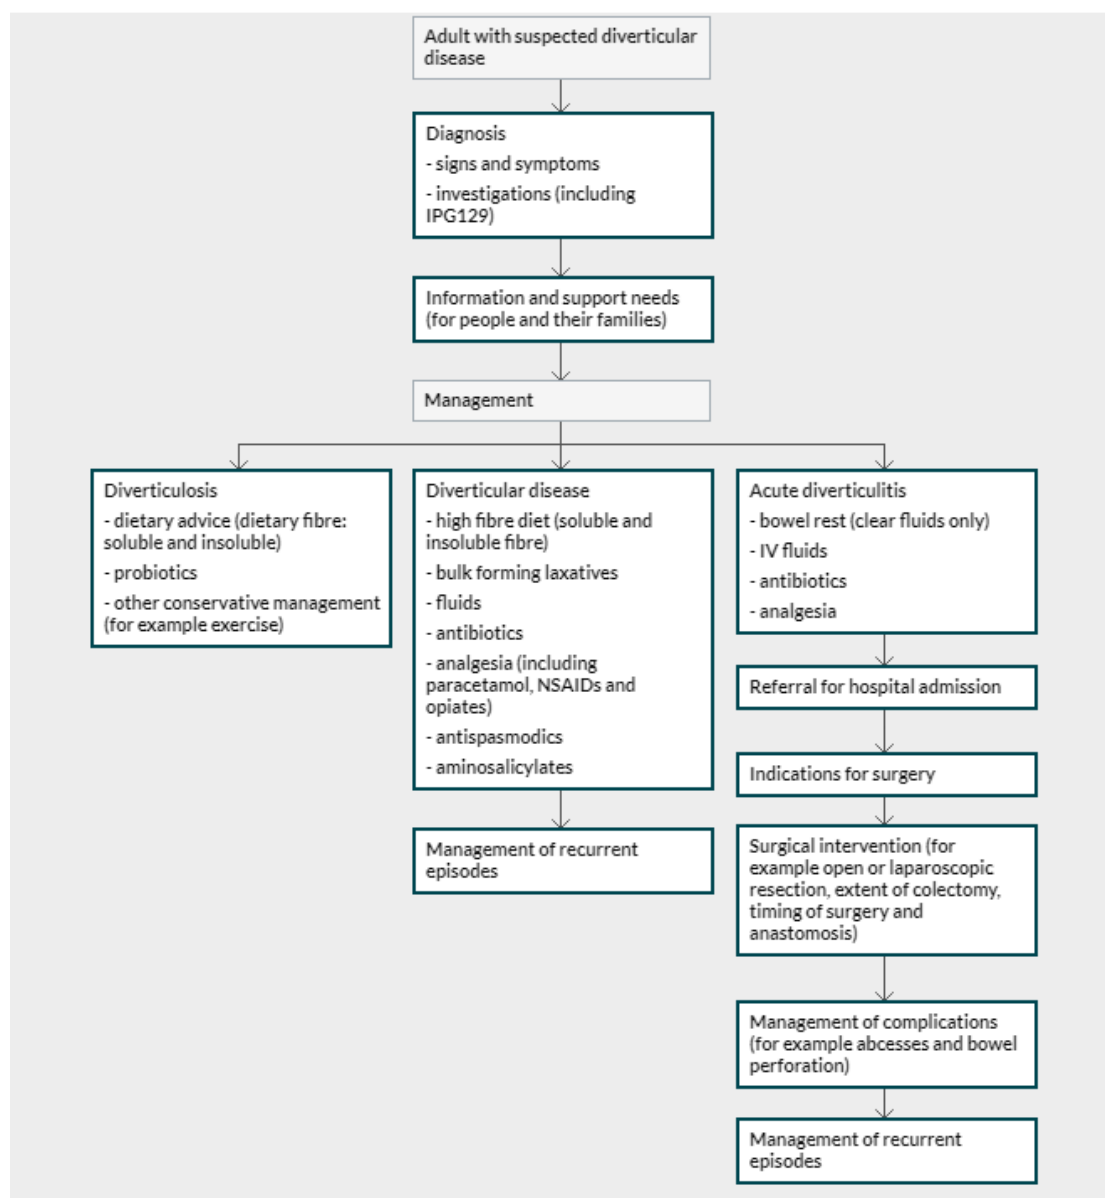 Adult with suspected diverticular
disease
Diagnosis
- signs and symptoms
- investigations (including
IPG129)
Information and support needs
(for people and their families)
Management
Diverticulosis
- dietary advice (dietary fibre:
soluble and insoluble)
- probiotics
- other conservative management
(for example exercise)
Diverticular disease
- high fibre diet (soluble and
insoluble fibre)
- bulk forming laxatives
- fluids
- antibiotics
- analgesia (including
paracetamol, NSAIDs and
opiates)
- antispasmodics
- aminosalicylates
Management of recurrent
episodes
Acute diverticulitis
- bowel rest (clear fluids only)
- IV fluids
- antibiotics
- analgesia
Referral for hospital admission
Indications for surgery
Surgical intervention (for
example open or laparoscopic
resection, extent of colectomy,
timing of surgery and
anastomosis)
Management of complications
(for example abcesses and bowel
perforation)
Management of recurrent
episodes